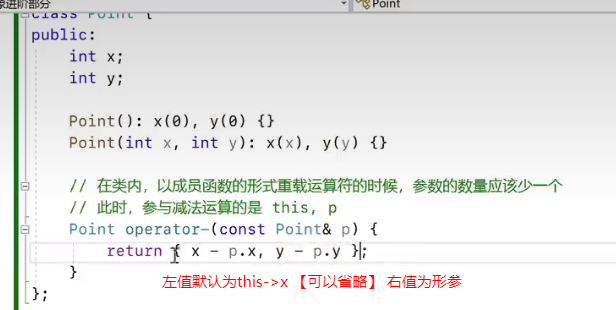 象进阶部分 Point
class Point {
public:
int x;
int y;
Point(): x(0), y(0) {}
Point(int x, int y): x(x), y(y) {}
// 在类内，以成员函数的形式重载运算符的时候，参数的数量应该少一个
// 此时，参与减法运算的是 this, p
Point operator-(const Point& p) {
return { x - p.x, y - p.y };
}
左值默认为this->x 【可以省略】 右值为形参
};